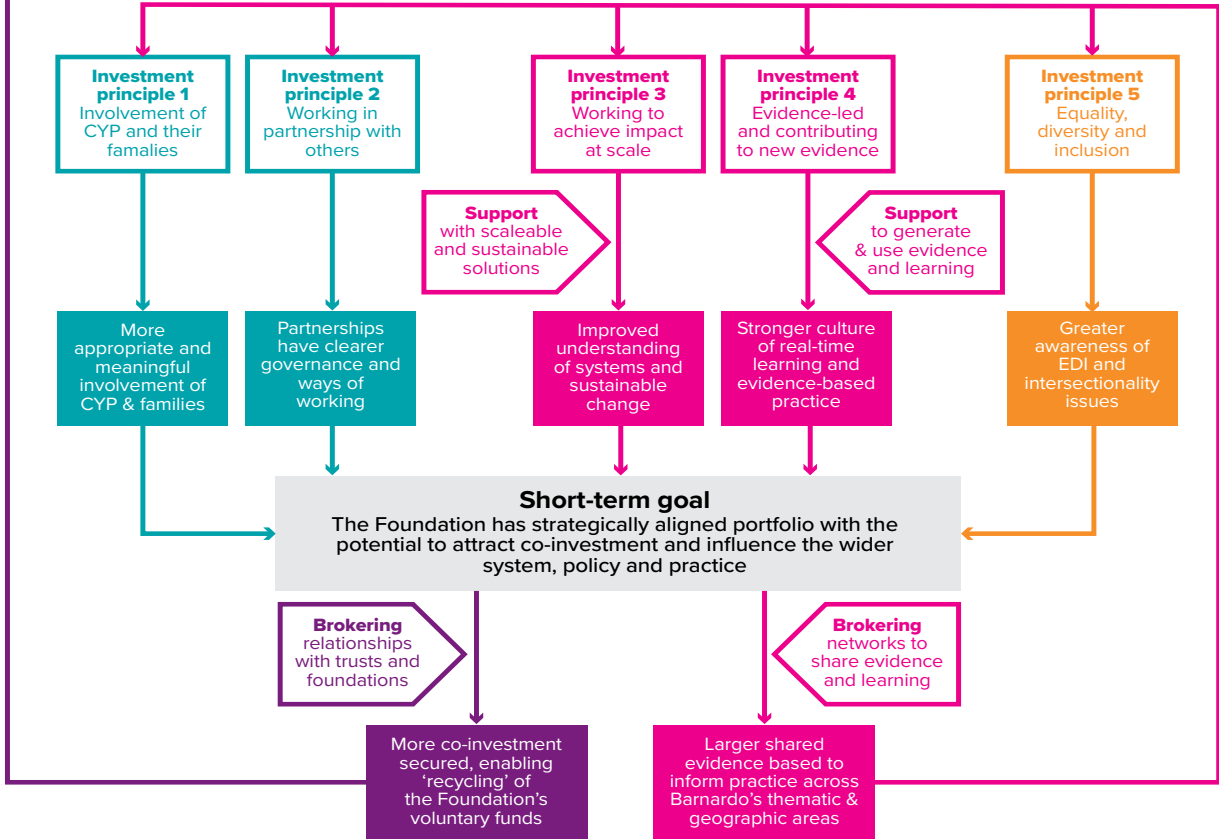 Investment
principle 1
Involvement of
CYP and their
famalies
Investment
principle 2
Working in
partnership with
others
Investment
principle 3
Working to
achieve impact
at scale
Investment
principle 4
Evidence-led
and contributing
to new evidence
Investment
principle 5
Equality,
diversity and
inclusion
Support
with scaleable
and sustainable
solutions
Support
to generate
& use evidence
and learning
More
appropriate and
meaningful
involvement of
CYP & families
Partnerships
have clearer
governance and
ways of
working
Improved
understanding
of systems and
sustainable
change
Stronger culture
of real-time
learning and
evidence-based
practice
Greater
awareness of
EDI and
intersectionality
issues
Short-term goal
The Foundation has strategically aligned portfolio with the
potential to attract co-investment and influence the wider
system, policy and practice
Brokering
relationships
with trusts and
foundations
Brokering
networks to
share evidence
and learning
More co-investment
secured, enabling
‘recycling’ of
the Foundation’s
voluntary funds
Larger shared
evidence based to
inform practice across
Barnardo’s thematic &
geographic areas